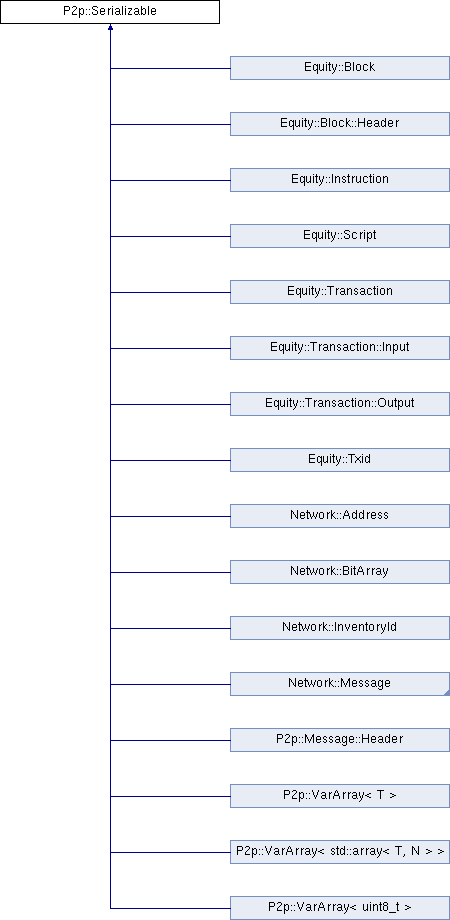 P2p::Serializable
Equity::Block
Equity::Block::Header
Equity::Instruction
Equity::Script
Equity::Transaction
Equity::Transaction::Input
Equity::Transaction::Output
Equity::Txid
Network::Address
Network::BitArray
Network::InventoryId
Network::Message
P2p::Message::Header
P2p::VarArray< T >
P2p::VarArray< std::array< T, N > >
P2p::VarArray< uint8_t >